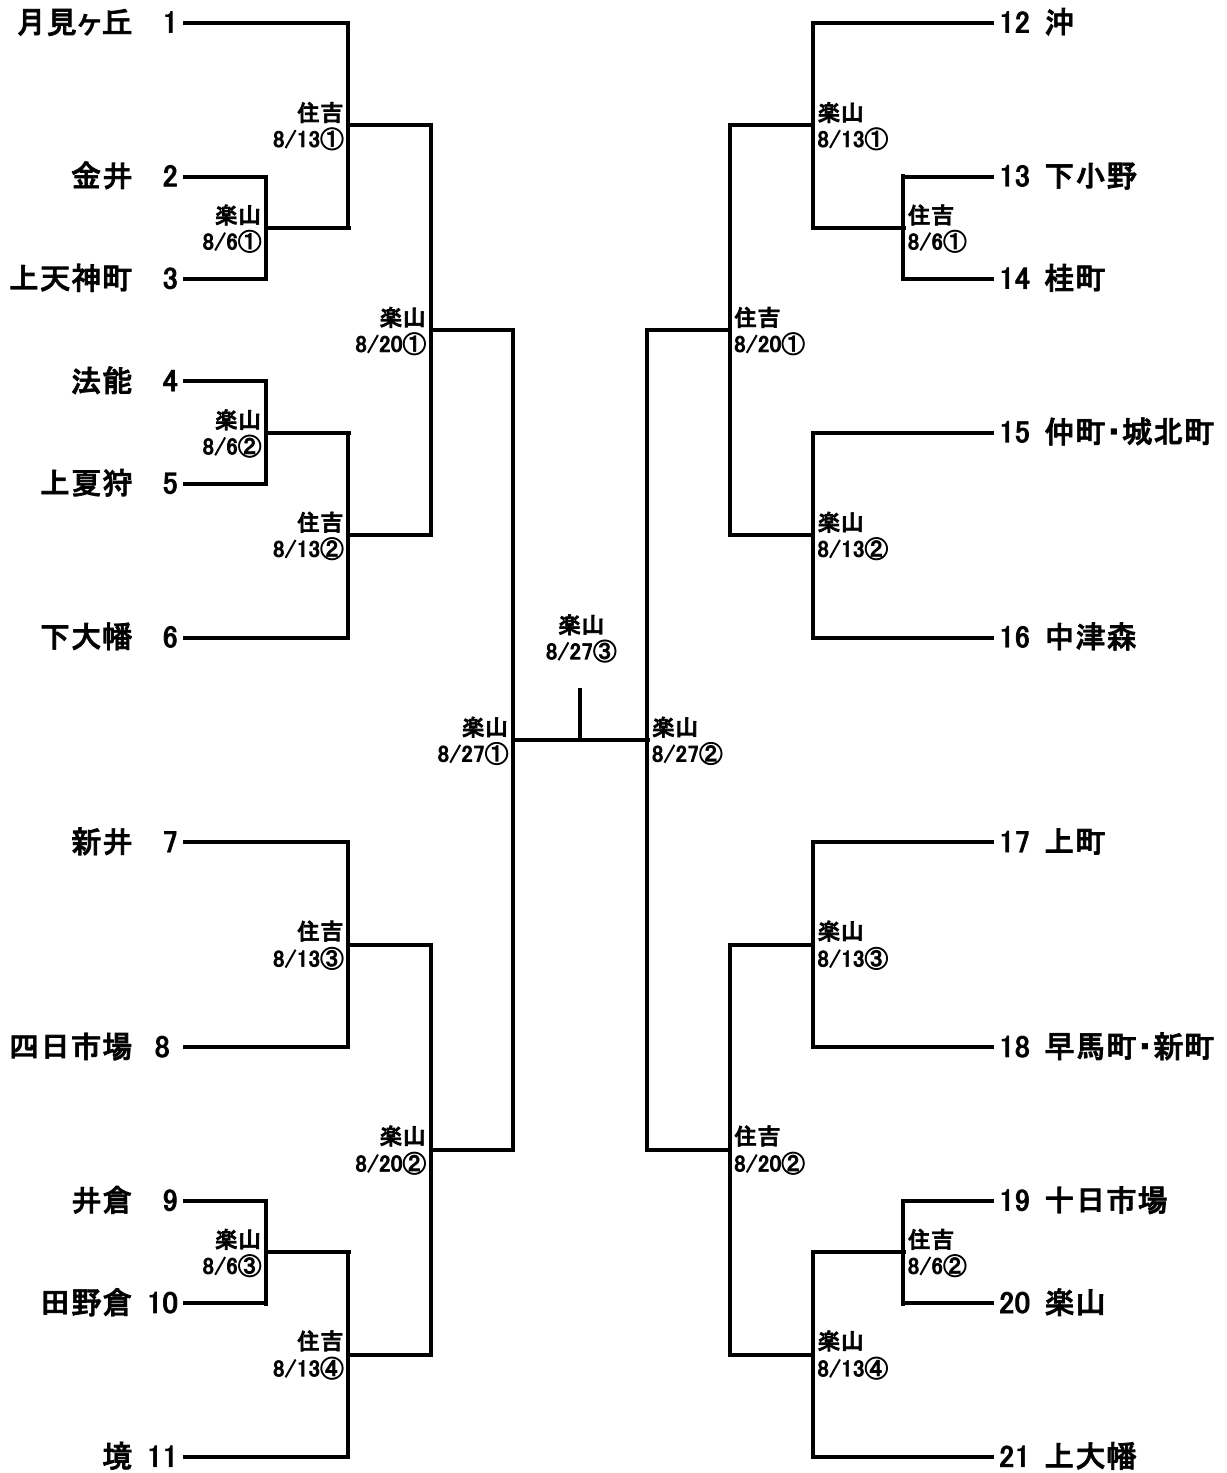 月見ヶ丘 1
住吉
8/13①
金井 2
楽山
8/6①
上天神町 3
楽山
8/20①
法能 4
楽山
8/6②
上夏狩 5
住吉
8/13②
下大幡 6
楽山
8/27①
新井 7
住吉
8/13③
四日市場 8
楽山
8/20②
井倉 9
楽山
8/6③
田野倉 10
住吉
8/13④
境 11
楽山
8/27③
12 沖
楽山
8/13①
13 下小野
住吉
8/6①
14 桂町
住吉
8/20①
15 仲町・城北町
楽山
8/13②
16 中津森
楽山
8/27②
17 上町
楽山
8/13③
18 早馬町・新町
住吉
8/20②
19 十日市場
住吉
8/6②
20 楽山
楽山
8/13④
21 上大幡